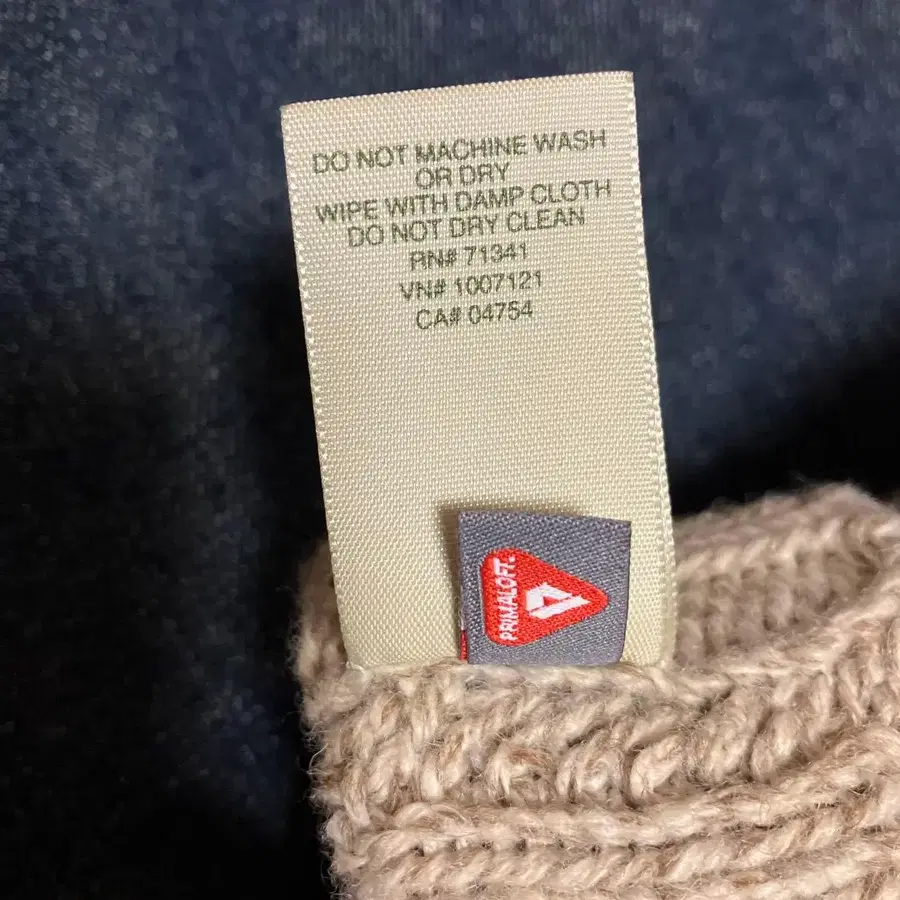 DO NOT MACHINE WASH
OR DRY
WIPE WITH DAMP CLOTH
DO NOT DRY CLEAN
RN# 71341
VN# 1007121
CA# 04754
PRIMALOFT